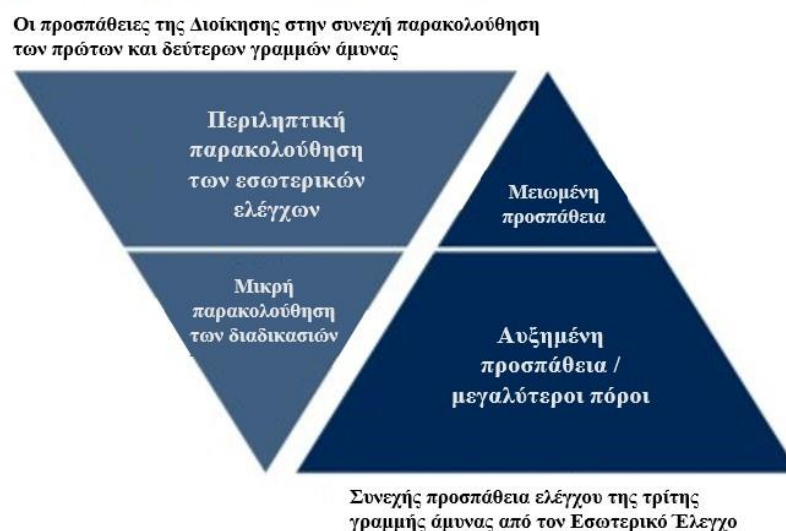 Οι προσπάθειες της Διοίκησης στην συνεχή παρακολούθηση
των πρώτων και δεύτερων γραμμών άμυνας
Περιληπτική
παρακολούθηση
των εσωτερικών
ελέγχων
Μειωμένη
προσπάθεια
Μικρή
παρακολούθηση
των διαδικασιών
Αυξημένη
προσπάθεια /
μεγαλύτεροι πόροι
Συνεχής προσπάθεια ελέγχου της τρίτης
γραμμής άμυνας από τον Εσωτερικό Έλεγχο